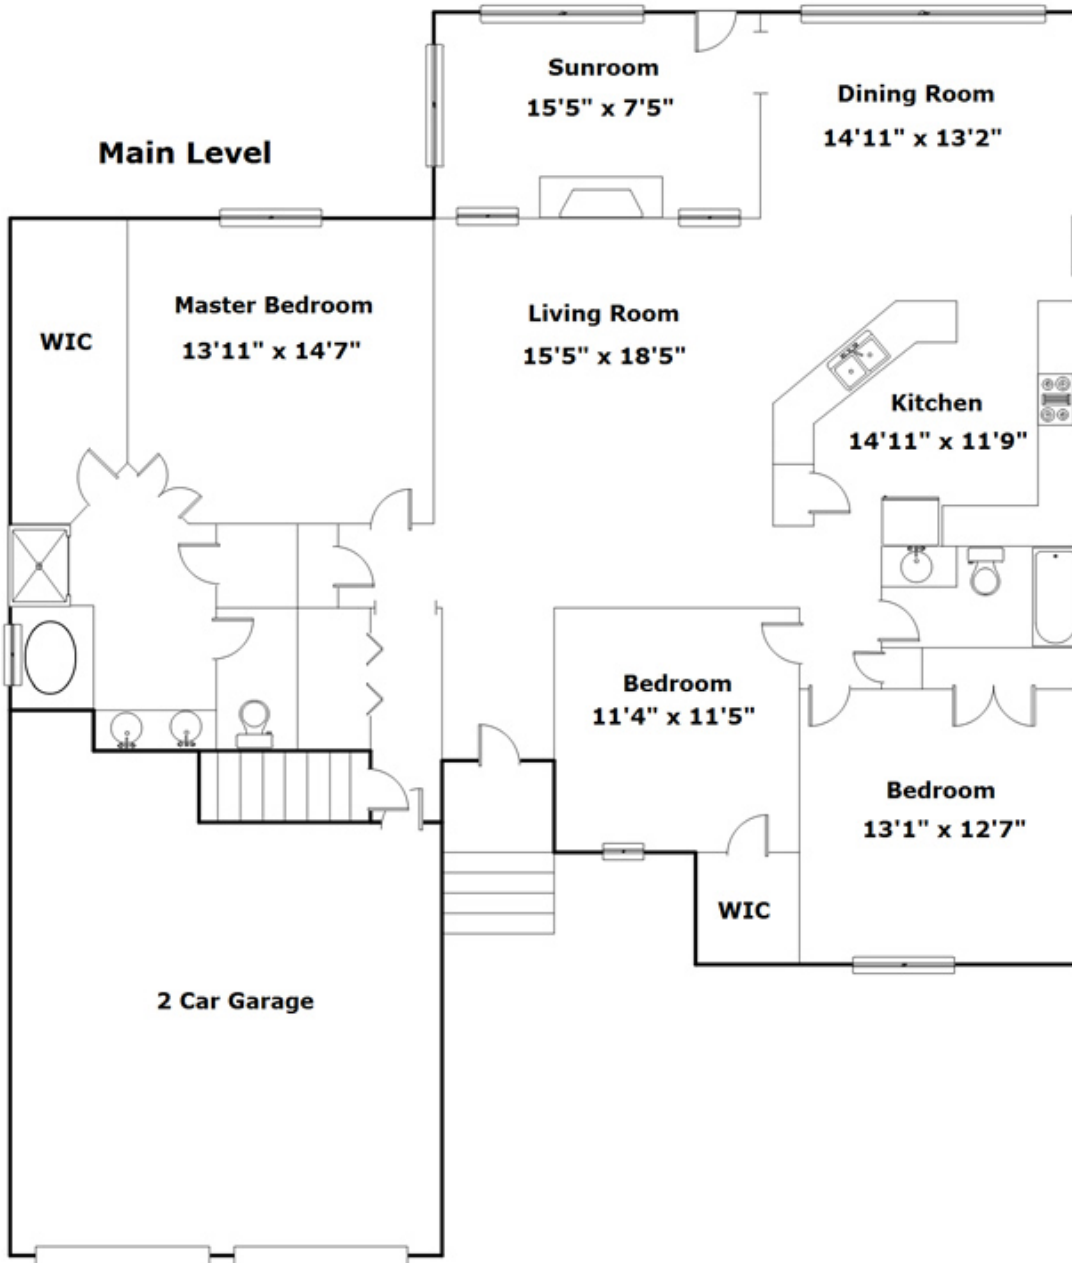 Main Level
Sunroom
15'5" x 7'5"
Dining Room
14'11" x 13'2"
WIC
Master Bedroom
13'11" x 14'7"
Living Room
15'5" x 18'5"
Kitchen
14'11" x 11'9"
Bedroom
11'4" x 11'5"
Bedroom
13'1" x 12'7"
WIC
2 Car Garage